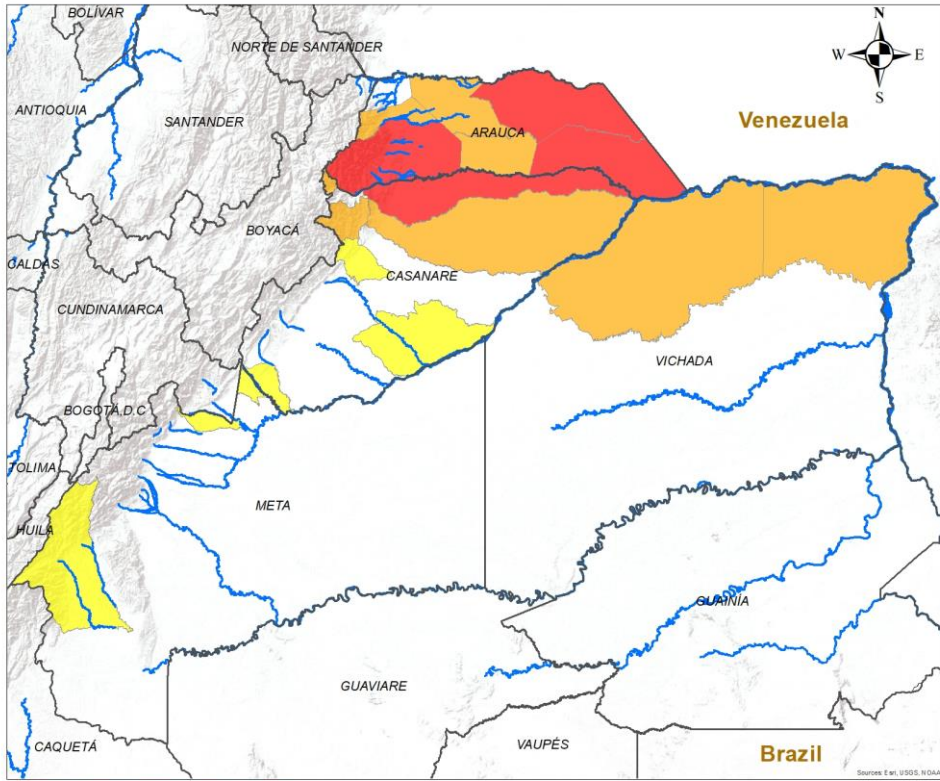 BOLÍVAR
N
NORTE DE SANTANDER
W
E
S
ANTIOQUIA
SANTANDER
Venezuela
ARAUCA
BOYACÁ
CALDAS
CASANARE
CUNDINAMARCA
VICHADA
BOGOTÁ, D.C
TOLIMA
META
HUILA
GUAINÍA
GUAVIARE
VAUPÉS
CAQUETÁ
Brazil
Sources: Esri, USGS, NOAA